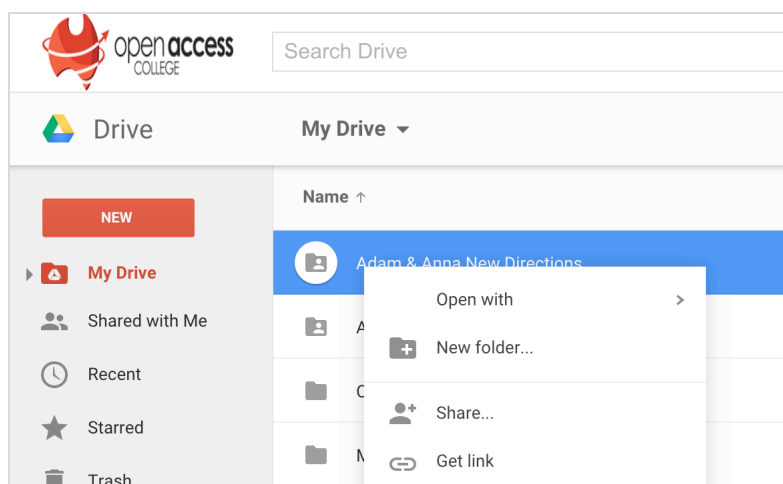 open access
COLLEGE
Search Drive
Drive
My Drive
Name ↑
NEW
Adam & Anna New Directions
My Drive
Open with
Shared with Me
A
New folder...
Recent
Share...
Starred
Get link
Trash